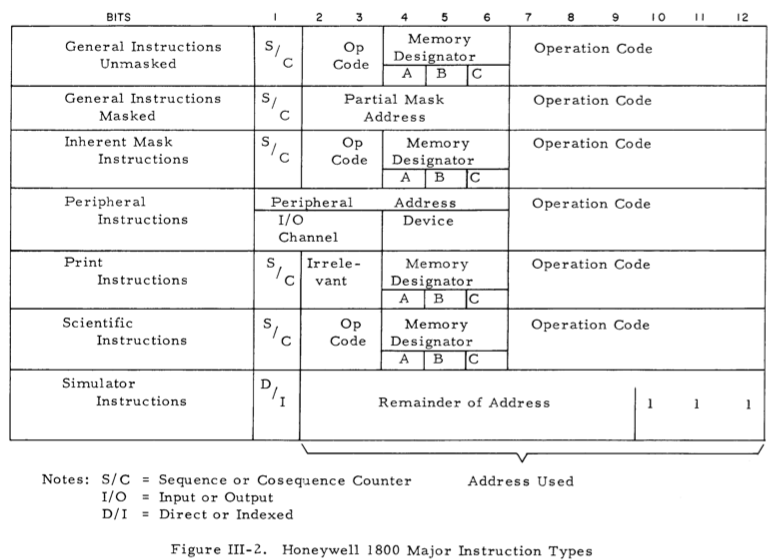 BITS 1 2 3 4 5 6 7 8 9 10 11 12
General Instructions Unmasked S/C Op Code Memory Designator A B C Operation Code
General Instructions Masked S/C Partial Mask Address Operation Code
Inherent Mask Instructions S/C Op Code Memory Designator A B C Operation Code
Peripheral Instructions Peripheral Address I/O Channel Device Operation Code
Print Instructions S/C Irrele-vant Memory Designator A B C Operation Code
Scientific Instructions S/C Op Code Memory Designator A B C Operation Code
Simulator Instructions D/I Remainder of Address 1 1 1
Notes: S/C = Sequence or Cosequence Counter Address Used
I/O = Input or Output
D/I = Direct or Indexed
Figure III-2. Honeywell 1800 Major Instruction Types